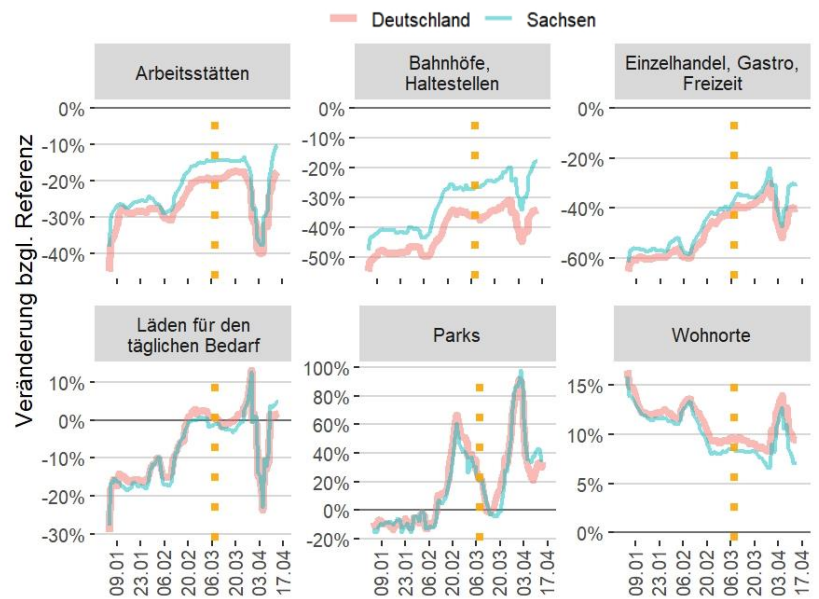 Deutschland Sachsen
Veränderung bzgl. Referenz
Arbeitsstätten
0%
-10%
-20%
-30%
-40%
Bahnhöfe,
Haltestellen
0%
-10%
-20%
-30%
-40%
-50%
Einzelhandel, Gastro,
Freizeit
0%
-20%
-40%
-60%
Läden für den
täglichen Bedarf
10%
0%
-10%
-20%
-30%
09.01 23.01 06.02 20.02 06.03 20.03 03.04 17.04
Parks
100%
80%
60%
40%
20%
0%
-20%
09.01 23.01 06.02 20.02 06.03 20.03 03.04 17.04
Wohnorte
15%
10%
5%
0%
09.01 23.01 06.02 20.02 06.03 20.03 03.04 17.04